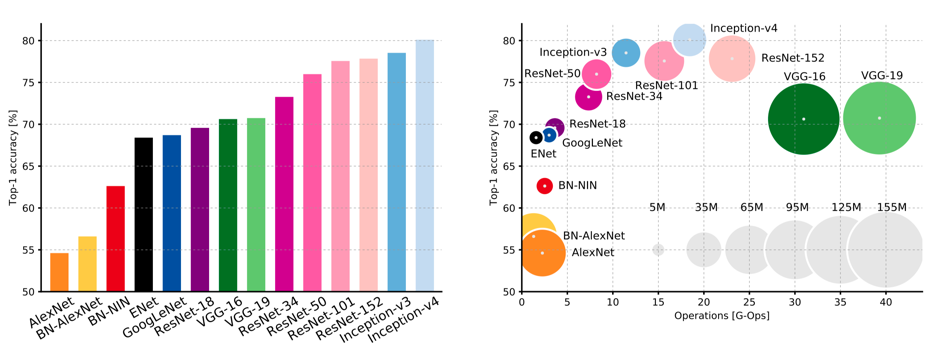 Top-1 accuracy [%]
80
75
70
65
60
55
50
AlexNet
BN-AlexNet
BN-NIN
ENet
GoogLeNet
ResNet-18
VGG-16
VGG-19
ResNet-34
ResNet-50
ResNet-101
ResNet-152
Inception-v3
Inception-v4
Top-1 accuracy [%]
80
75
70
65
60
55
50
Inception-v4
Inception-v3
ResNet-152
ResNet-50
VGG-16
VGG-19
ResNet-101
ResNet-34
ResNet-18
GoogLeNet
ENet
BN-NIN
5M
35M
65M
95M
125M
155M
BN-AlexNet
AlexNet
0
5
10
15
20
25
30
35
40
Operations [G-Ops]